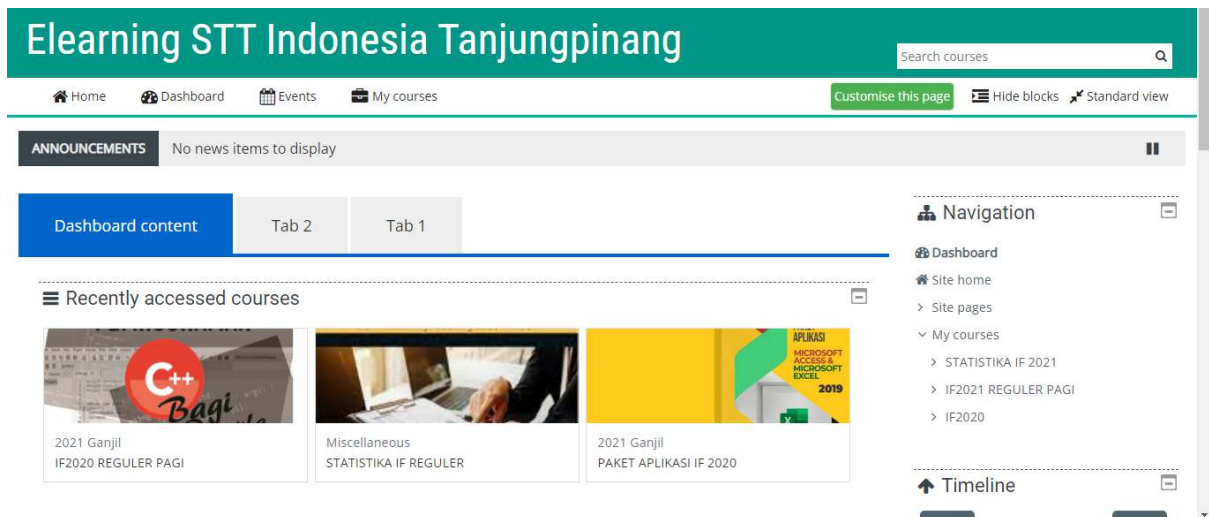 Elearning STT Indonesia Tanjungpinang
Search courses
Home Dashboard Events My courses
Customise this page Hide blocks Standard view
ANNOUNCEMENTS No news items to display
Dashboard content Tab 2 Tab 1
Recently accessed courses
C++
Bagi
2021 Ganjil
IF2020 REGULER PAGI
Miscellaneous
STATISTIKA IF REGULER
APLIKASI
MICROSOFT
ACCESS &
MICROSOFT
EXCEL
2019
X
2021 Ganjil
PAKET APLIKASI IF 2020
Navigation
Dashboard
Site home
Site pages
My courses
STATISTIKA IF 2021
IF2021 REGULER PAGI
IF2020
Timeline